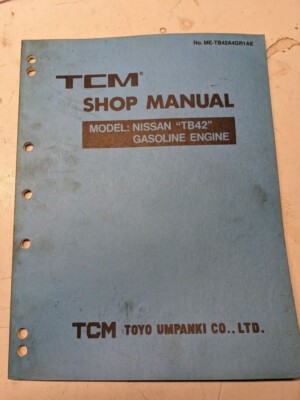 No. ME-TB42A4GR1AE
TCM®
SHOP MANUAL
MODEL: NISSAN "TB42"
GASOLINE ENGINE
TCM TOYO UMPANKI CO., LTD.